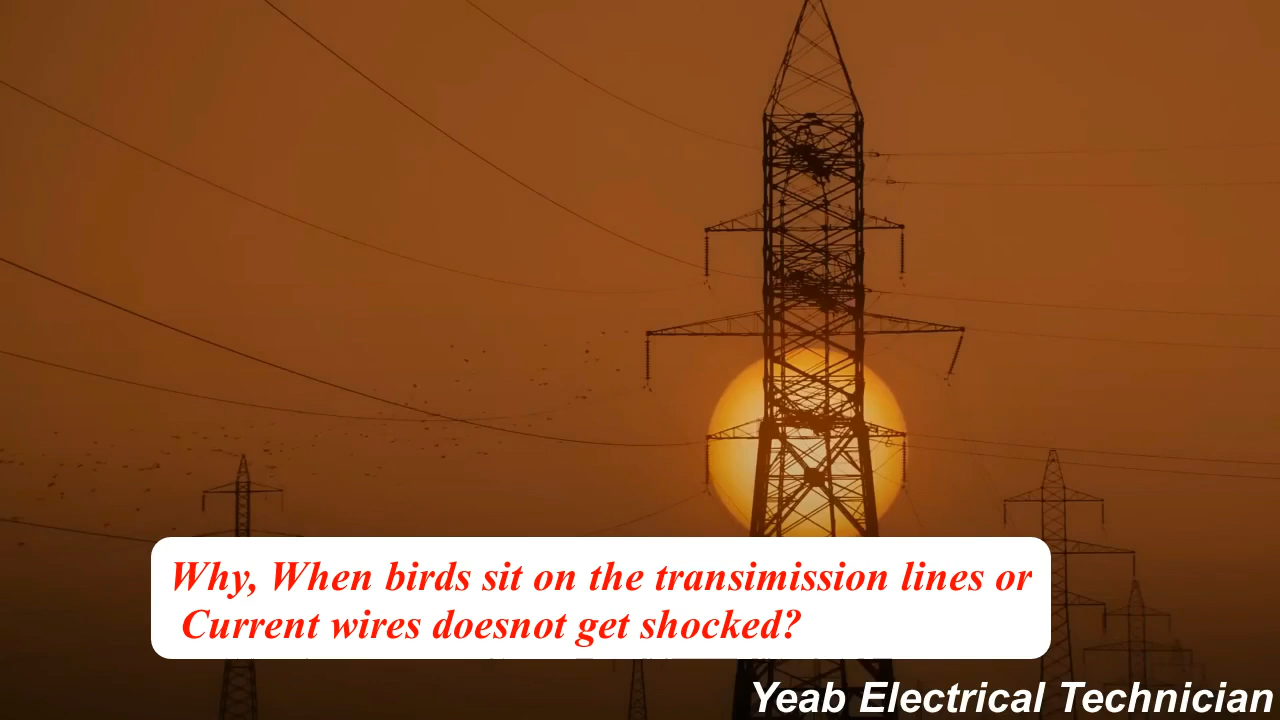 Why, When birds sit on the transimission lines or
Current wires doesnot get shocked?
Yeab Electrical Technician